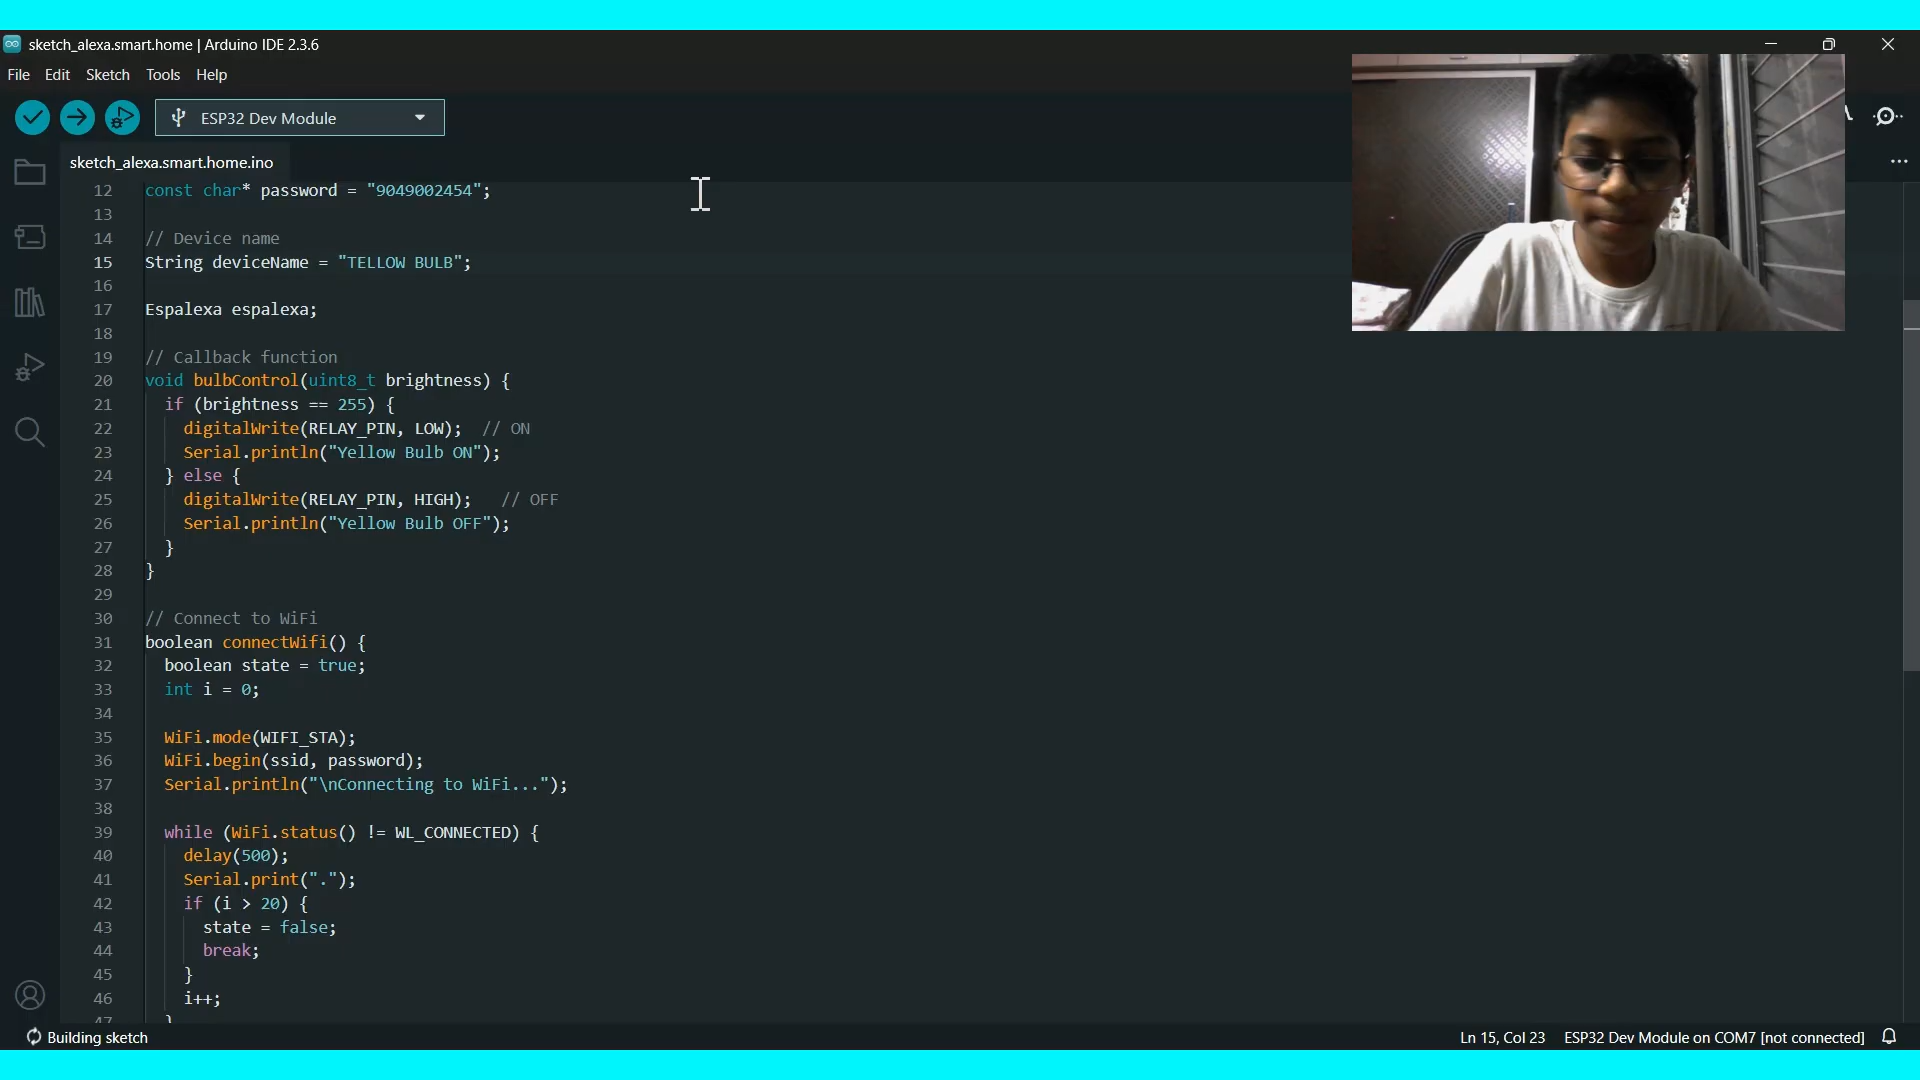 sketch_alexa.smart.home | Arduino IDE 2.3.6
File Edit Sketch Tools Help
ESP32 Dev Module
sketch_alexa.smart.home.ino
12 const char* password = "9049002454";
13
14 // Device name
15 String deviceName = "TELLOW BULB";
16
17 Espalexa espalexa;
18
19 // Callback function
20 void bulbControl(uint8_t brightness) {
21 if (brightness == 255) {
22 digitalWrite(RELAY_PIN, LOW); // ON
23 Serial.println("Yellow Bulb ON");
24 } else {
25 digitalWrite(RELAY_PIN, HIGH); // OFF
26 Serial.println("Yellow Bulb OFF");
27 }
28 }
29
30 // Connect to WiFi
31 boolean connectWifi() {
32 boolean state = true;
33 int i = 0;
34
35 WiFi.mode(WIFI_STA);
36 WiFi.begin(ssid, password);
37 Serial.println("\nConnecting to WiFi...");
38
39 while (WiFi.status() != WL_CONNECTED) {
40 delay(500);
41 Serial.print(".");
42 if (i > 20) {
43 state = false;
44 break;
45 }
46 i++;
47 }
Building sketch
Ln 15, Col 23 ESP32 Dev Module on COM7 [not connected]